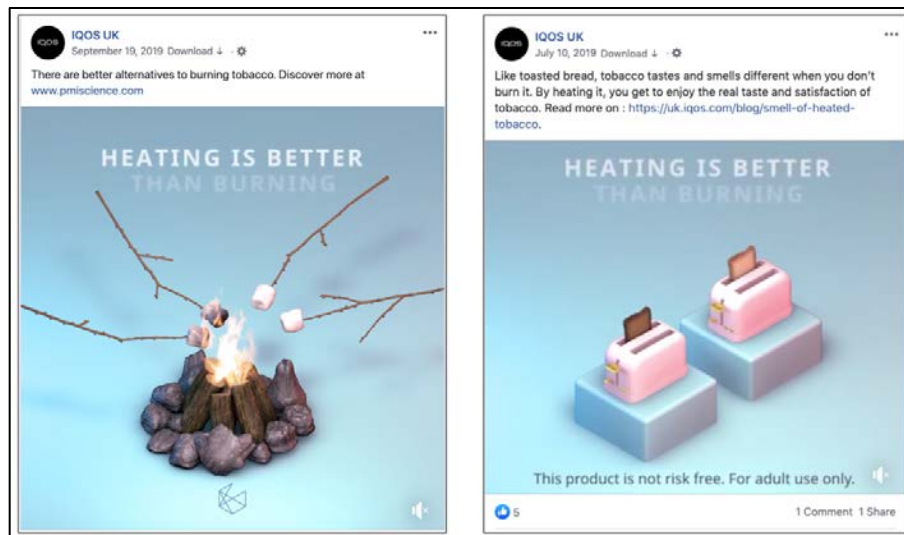 IQOS
IQOS UK
September 19, 2019 Download ↓ ·
There are better alternatives to burning tobacco. Discover more at
www.pmiscience.com
HEATING IS BETTER
THAN BURNING
IQOS
IQOS UK
July 10, 2019 Download ↓ ·
Like toasted bread, tobacco tastes and smells different when you don't
burn it. By heating it, you get to enjoy the real taste and satisfaction of
tobacco. Read more on : https://uk.iqos.com/blog/smell-of-heated-
tobacco.
HEATING IS BETTER
THAN BURNING
This product is not risk free. For adult use only.
5
1 Comment 1 Share